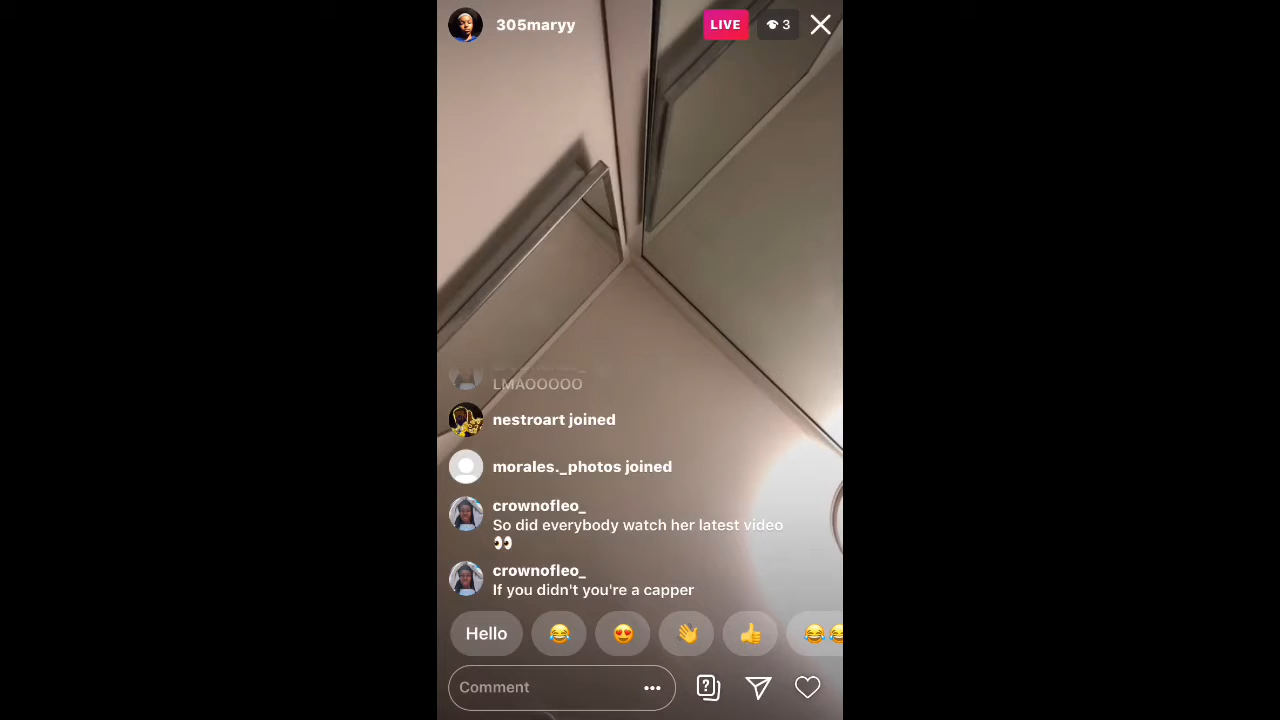 305maryy
LIVE
3
LMAOOOOO
nestroart joined
morales._photos joined
crownofleo_
So did everybody watch her latest video
👀
crownofleo_
If you didn't you're a capper
Hello 😂 😍 👋 👍 😂 😂
Comment